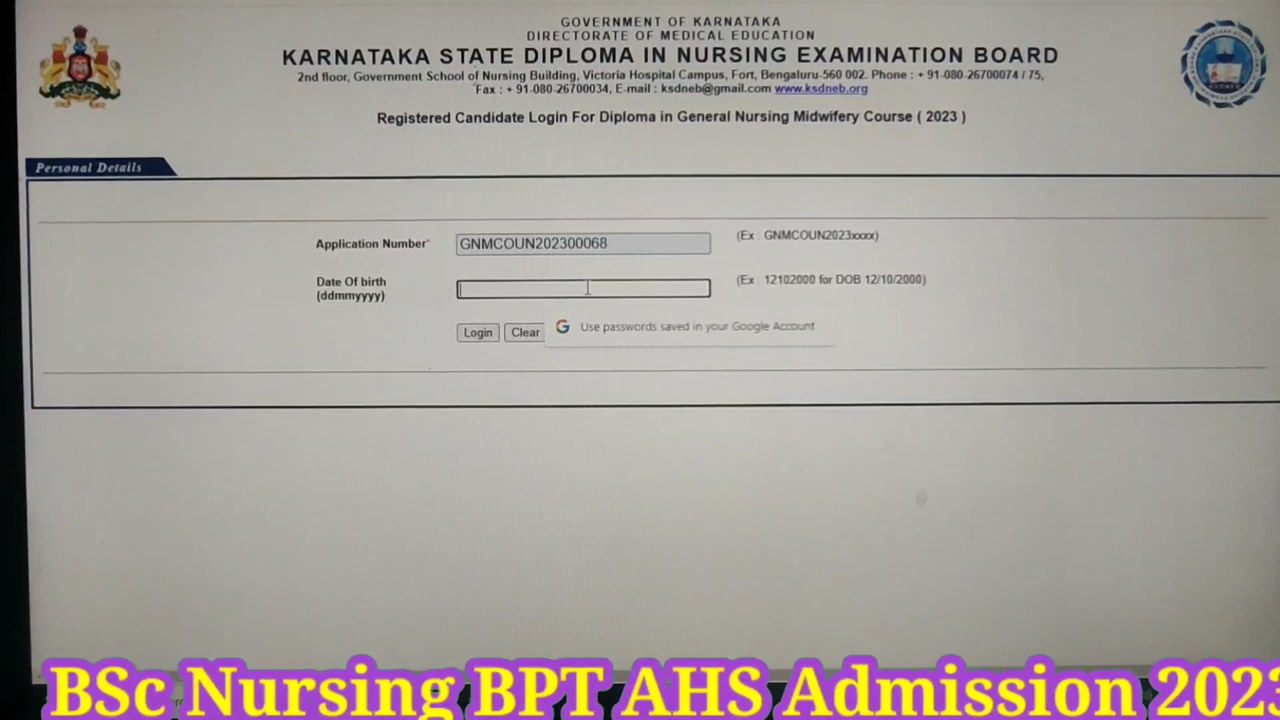 GOVERNMENT OF KARNATAKA
DIRECTORATE OF MEDICAL EDUCATION
KARNATAKA STATE DIPLOMA IN NURSING EXAMINATION BOARD
2nd floor, Government School of Nursing Building, Victoria Hospital Campus, Fort, Bengaluru-560 002. Phone : + 91-080-26700074 / 75,
Fax : + 91-080-26700034, E-mail : ksdneb@gmail.com www.ksdneb.org
Registered Candidate Login For Diploma in General Nursing Midwifery Course ( 2023 )
Personal Details
Application Number* GNMCOUN202300068 (Ex : GNMCOUN2023xxxx)
Date Of birth (Ex : 12102000 for DOB 12/10/2000)
(ddmmyyyy)
Login Clear Use passwords saved in your Google Account
BSc Nursing BPT AHS Admission 2023